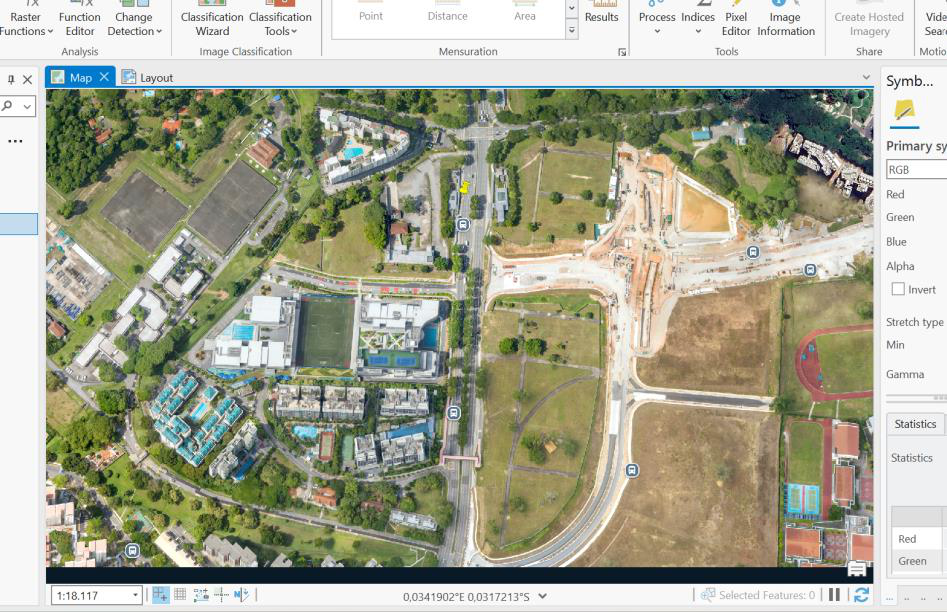 Raster
Functions
Function
Editor
Change
Detection
Classification
Wizard
Classification
Tools
Point
Distance
Area
Results
Process
Indices
Pixel
Editor
Image
Information
Create Hosted
Imagery
Analysis
Image Classification
Mensuration
Tools
Share
Map
Layout
Symb...
Primary sy
RGB
Red
Green
Blue
Alpha
Invert
Stretch type
Min
Gamma
Statistics
Statistics
Red
Green
1:18.117
0,0341902°E 0,0317213°S
Selected Features: 0